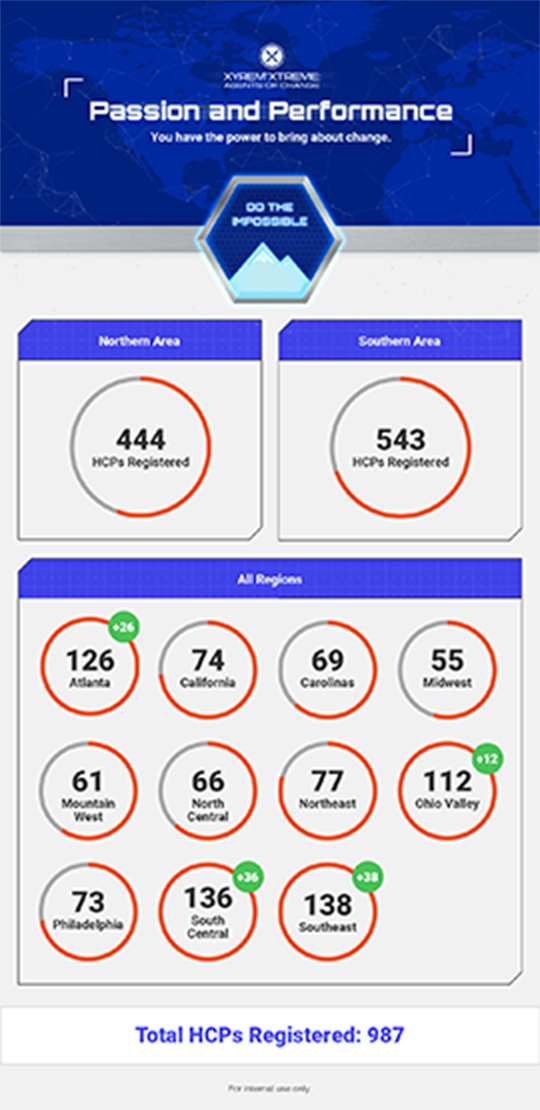 XYREM XTREME
AGENTS OF CHANGE
Passion and Performance
You have the power to bring about change.
DO THE
IMPOSSIBLE
Northern Area
Southern Area
444
HCPs Registered
543
HCPs Registered
All Regions
+26
126
Atlanta
74
California
69
Carolinas
55
Midwest
61
Mountain
West
66
North
Central
77
Northeast
+12
112
Ohio Valley
73
Philadelphia
+36
136
South
Central
+38
138
Southeast
Total HCPs Registered: 987
For internal use only